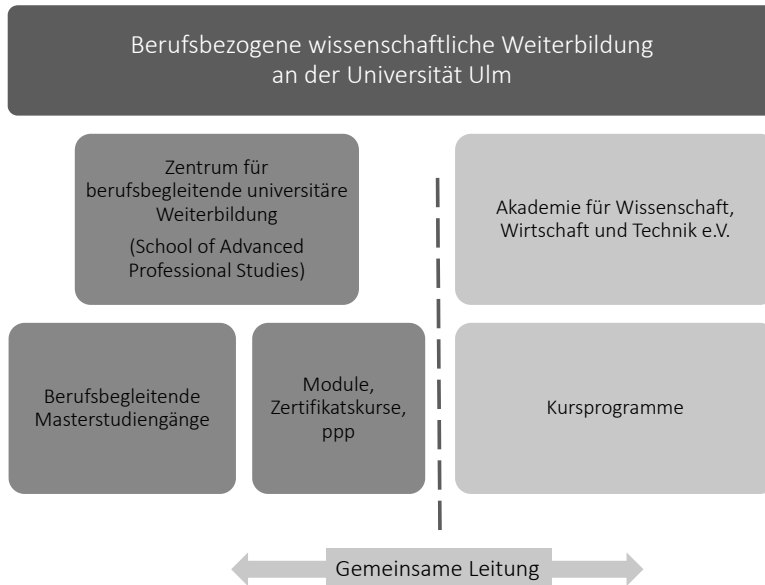 Berufsbezogene wissenschaftliche Weiterbildung
an der Universität Ulm
Zentrum für
berufsbegleitende universitäre
Weiterbildung
(School of Advanced
Professional Studies)
Akademie für Wissenschaft,
Wirtschaft und Technik e.V.
Berufsbegleitende
Masterstudiengänge
Module,
Zertifikatskurse,
ppp
Kursprogramme
Gemeinsame Leitung